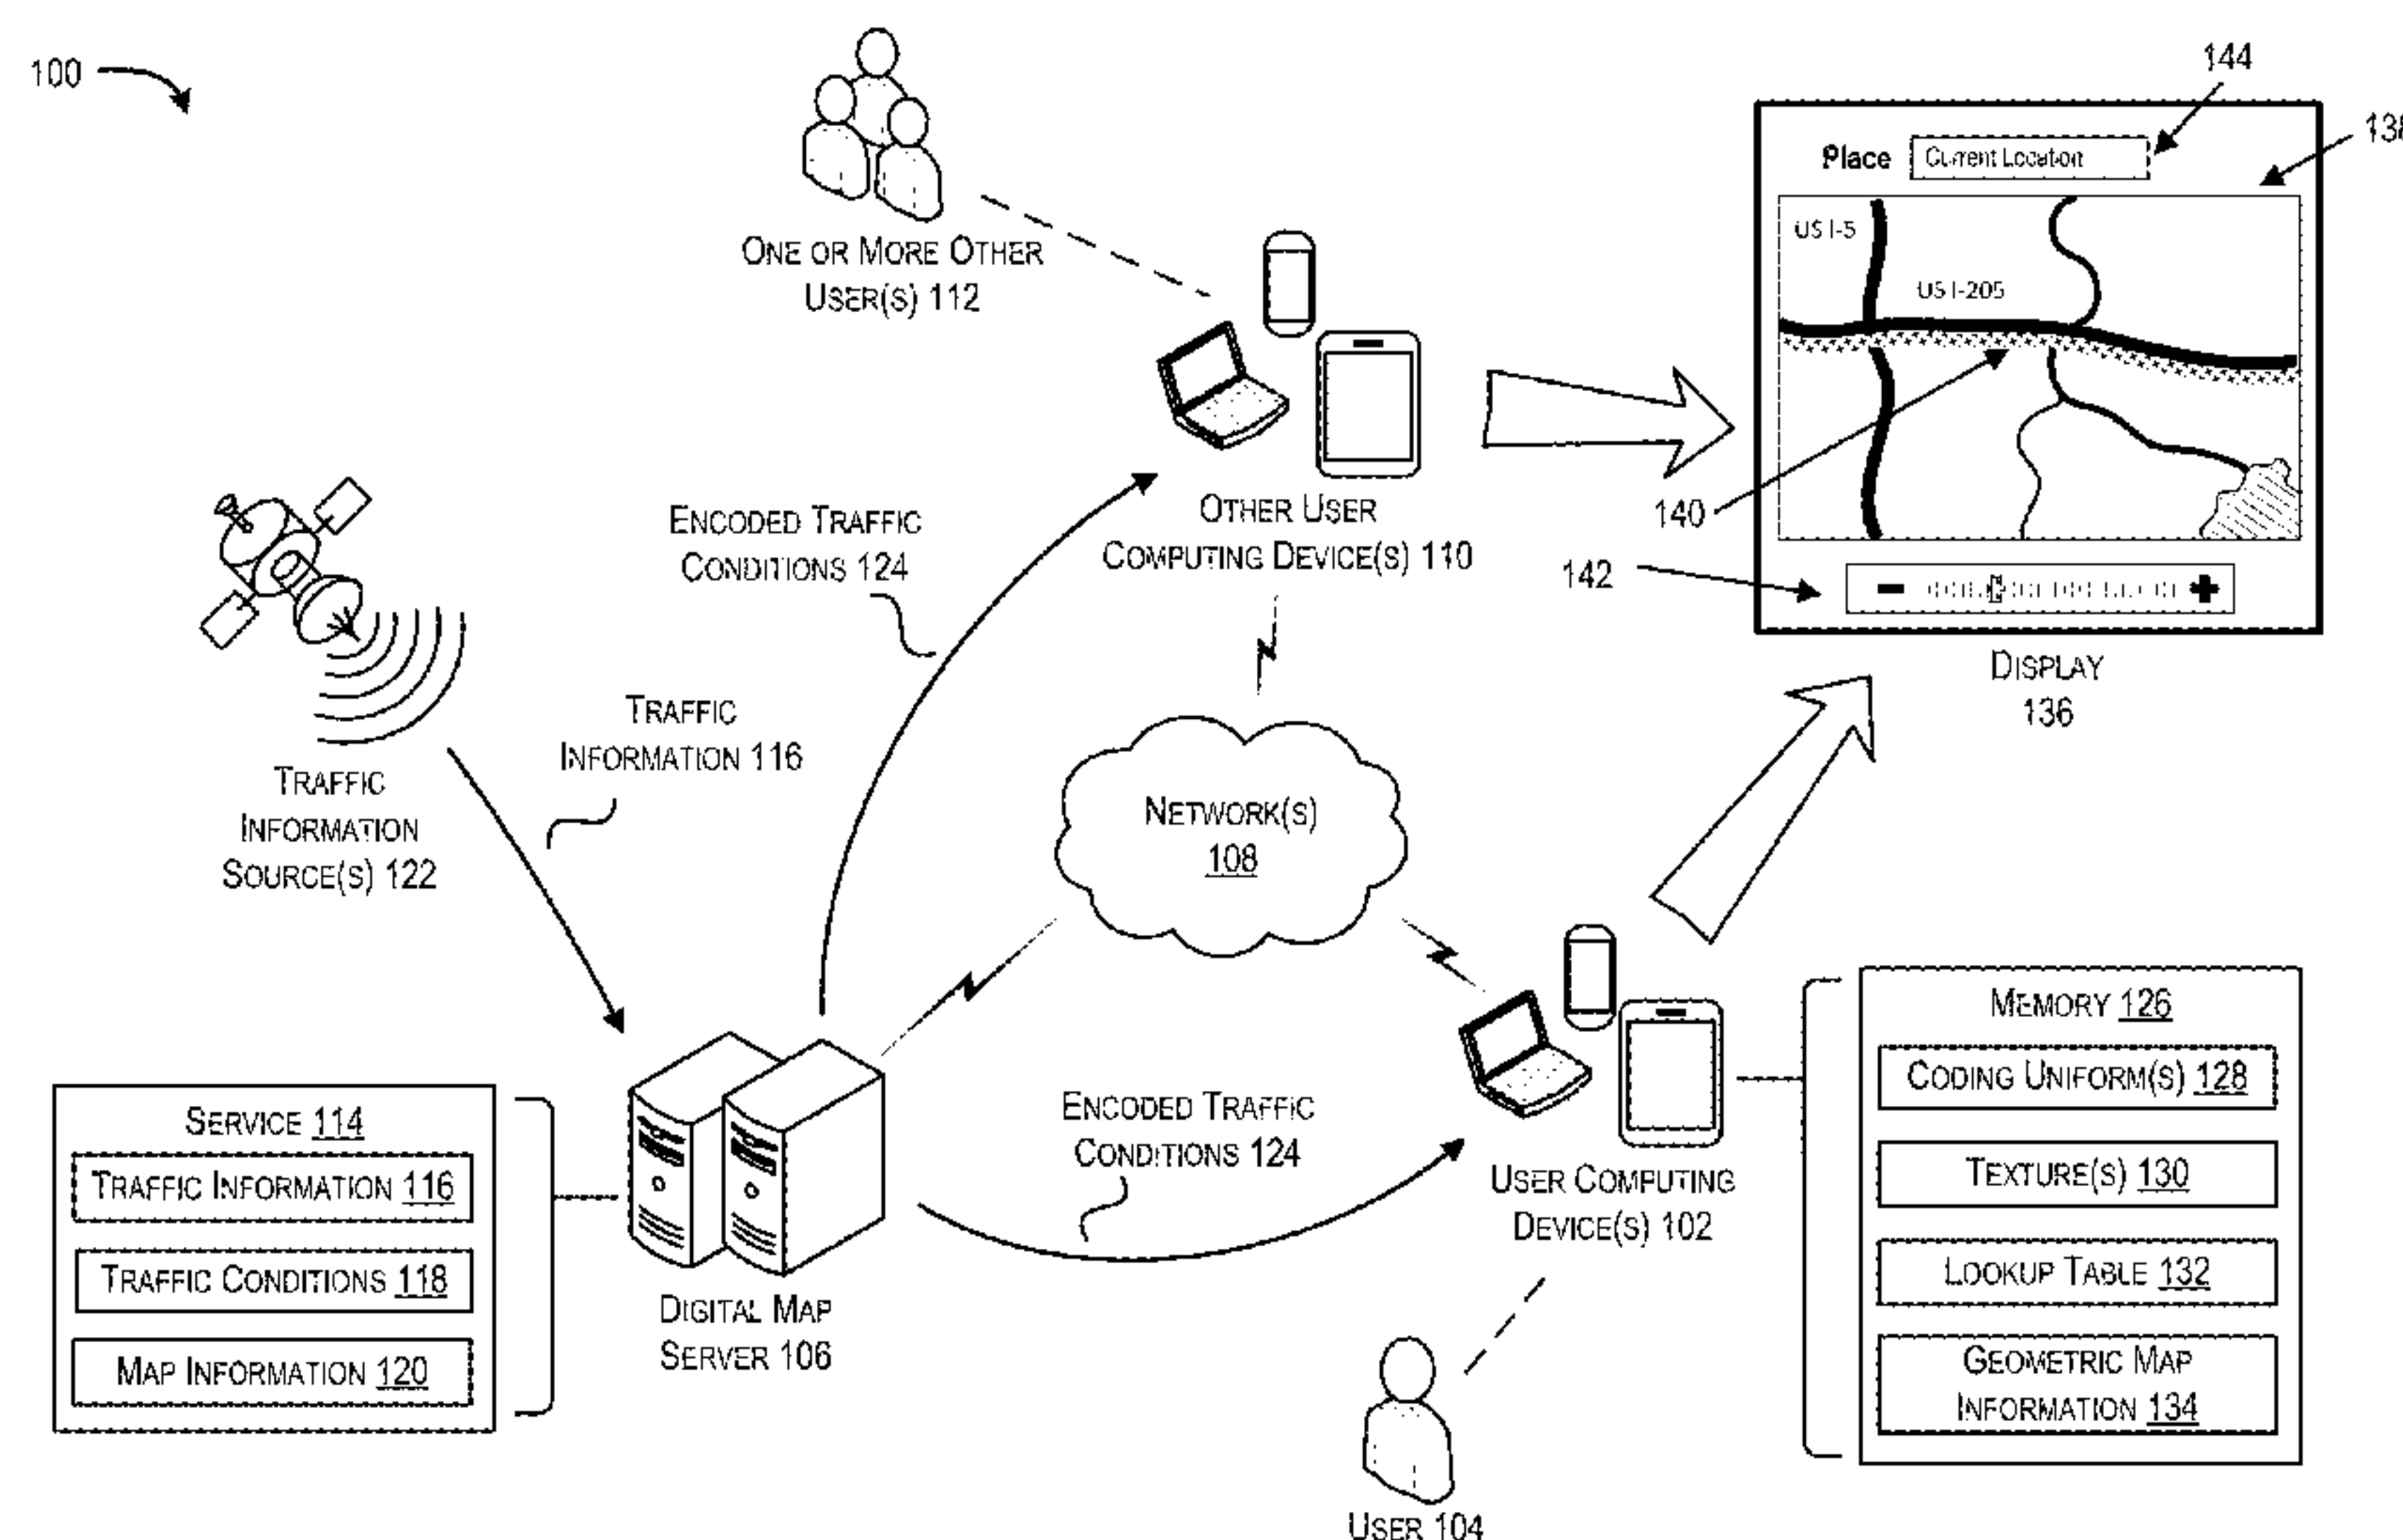 100
ONE OR MORE OTHER
USER(S) 112
144
Place
Current Location
US I-5
US I-205
140
142
DISPLAY
136
ENCODED TRAFFIC
CONDITIONS 124
OTHER USER
COMPUTING DEVICE(S) 110
TRAFFIC
INFORMATION 116
TRAFFIC
INFORMATION
SOURCE(S) 122
NETWORK(S)
108
SERVICE 114
TRAFFIC INFORMATION 116
TRAFFIC CONDITIONS 118
MAP INFORMATION 120
DIGITAL MAP
SERVER 106
ENCODED TRAFFIC
CONDITIONS 124
USER COMPUTING
DEVICE(S) 102
USER 104
MEMORY 126
CODING UNIFORM(S) 128
TEXTURE(S) 130
LOOKUP TABLE 132
GEOMETRIC MAP
INFORMATION 134